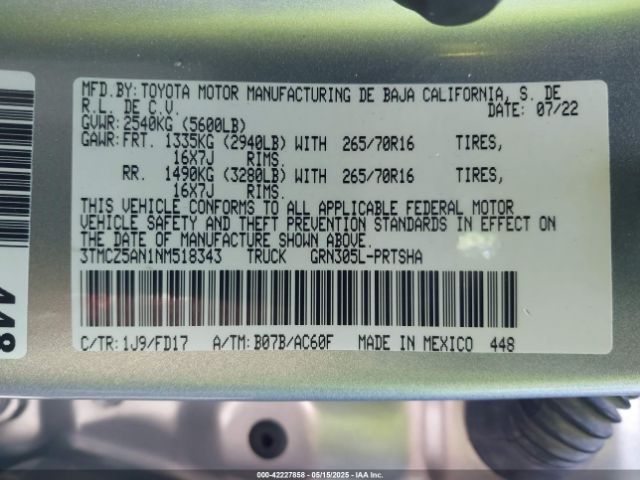 MFD.BY: TOYOTA MOTOR MANUFACTURING DE BAJA CALIFORNIA, S. DE
R.L. DE C.V. DATE: 07/22
GVWR: 2540KG (5600LB)
GAWR: FRT. 1335KG (2940LB) WITH 265/70R16 TIRES,
16X7J RIMS.
RR. 1490KG (3280LB) WITH 265/70R16 TIRES,
16X7J RIMS.
THIS VEHICLE CONFORMS TO ALL APPLICABLE FEDERAL MOTOR
VEHICLE SAFETY AND THEFT PREVENTION STANDARDS IN EFFECT ON
THE DATE OF MANUFACTURE SHOWN ABOVE.
3TMCZ5AN1NM518343 TRUCK GRN305L-PRTSHA
C/TR: 1J9/FD17 A/TM: B07B/AC60F MADE IN MEXICO 448
448
000-42227858 - 05/15/2025 - IAA Inc.